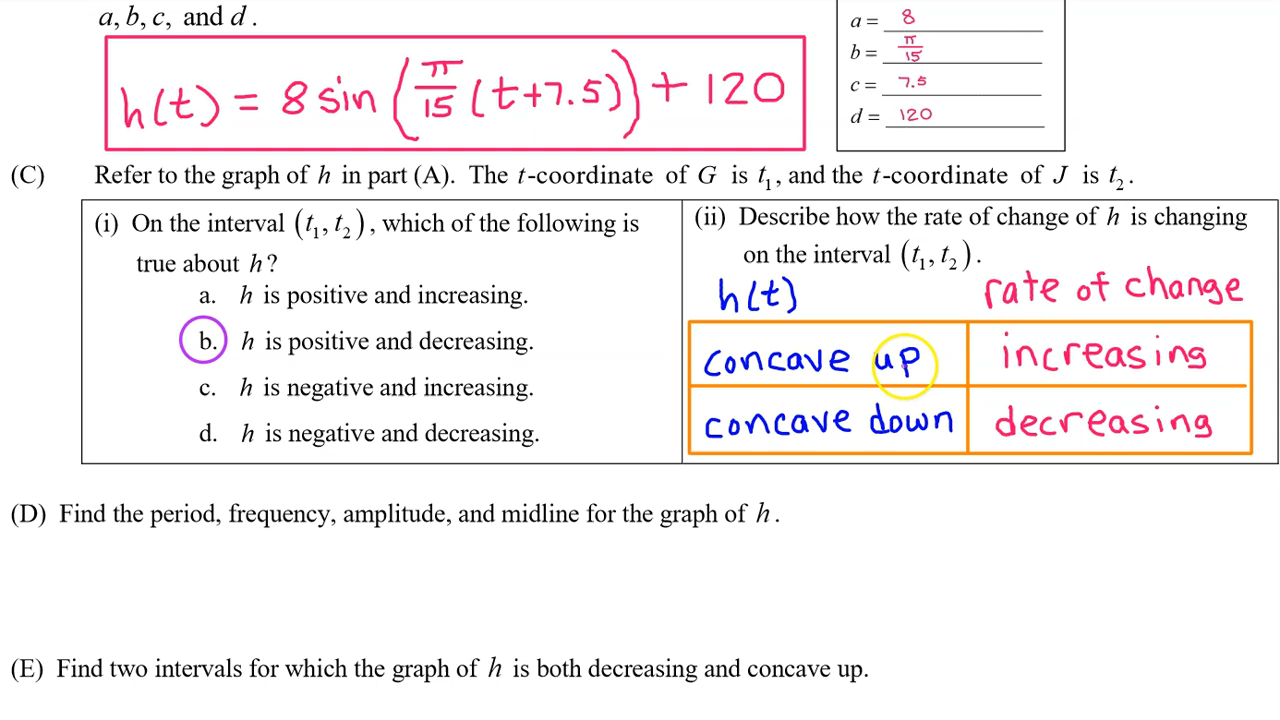 a, b, c, and d.
h(t) = 8 sin(π/15 (t+7.5)) + 120
a = 8
b = π/15
c = 7.5
d = 120
(C) Refer to the graph of h in part (A). The t-coordinate of G is t₁, and the t-coordinate of J is t₂.
(i) On the interval (t₁, t₂), which of the following is
true about h?
a. h is positive and increasing.
b. h is positive and decreasing.
c. h is negative and increasing.
d. h is negative and decreasing.
(ii) Describe how the rate of change of h is changing
on the interval (t₁, t₂).
h(t) rate of change
concave up increasing
concave down decreasing
(D) Find the period, frequency, amplitude, and midline for the graph of h.
(E) Find two intervals for which the graph of h is both decreasing and concave up.